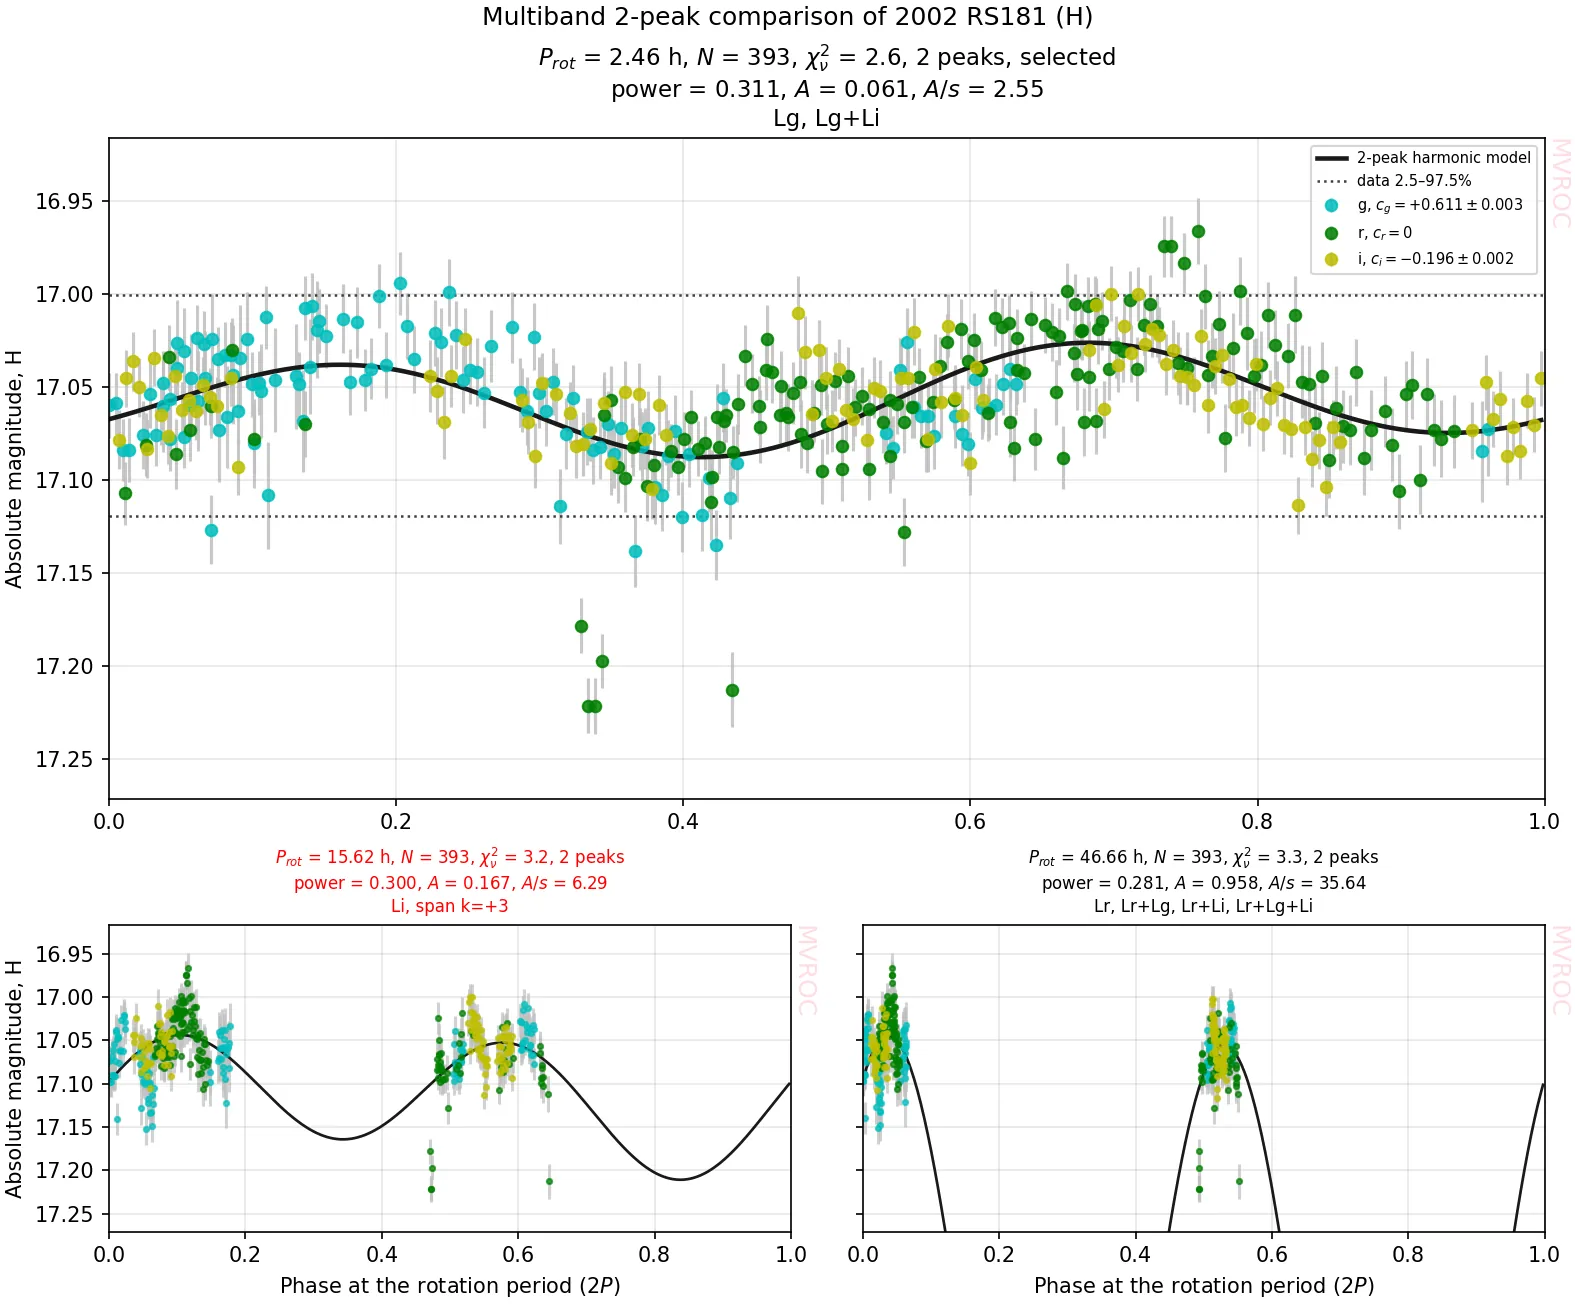 Multiband 2-peak comparison of 2002 RS181 (H)
P_rot = 2.46 h, N = 393, χ²_ν = 2.6, 2 peaks, selected
power = 0.311, A = 0.061, A/s = 2.55
Lg, Lg+Li
2-peak harmonic model
data 2.5–97.5%
g, c_g = +0.611 ± 0.003
r, c_r = 0
i, c_i = −0.196 ± 0.002
MVROC
Absolute magnitude, H
16.95
17.00
17.05
17.10
17.15
17.20
17.25
0.0 0.2 0.4 0.6 0.8 1.0
P_rot = 15.62 h, N = 393, χ²_ν = 3.2, 2 peaks
power = 0.300, A = 0.167, A/s = 6.29
Li, span k=+3
MVROC
Absolute magnitude, H
16.95
17.00
17.05
17.10
17.15
17.20
17.25
0.0 0.2 0.4 0.6 0.8 1.0
Phase at the rotation period (2P)
P_rot = 46.66 h, N = 393, χ²_ν = 3.3, 2 peaks
power = 0.281, A = 0.958, A/s = 35.64
Lr, Lr+Lg, Lr+Li, Lr+Lg+Li
MVROC
0.0 0.2 0.4 0.6 0.8 1.0
Phase at the rotation period (2P)